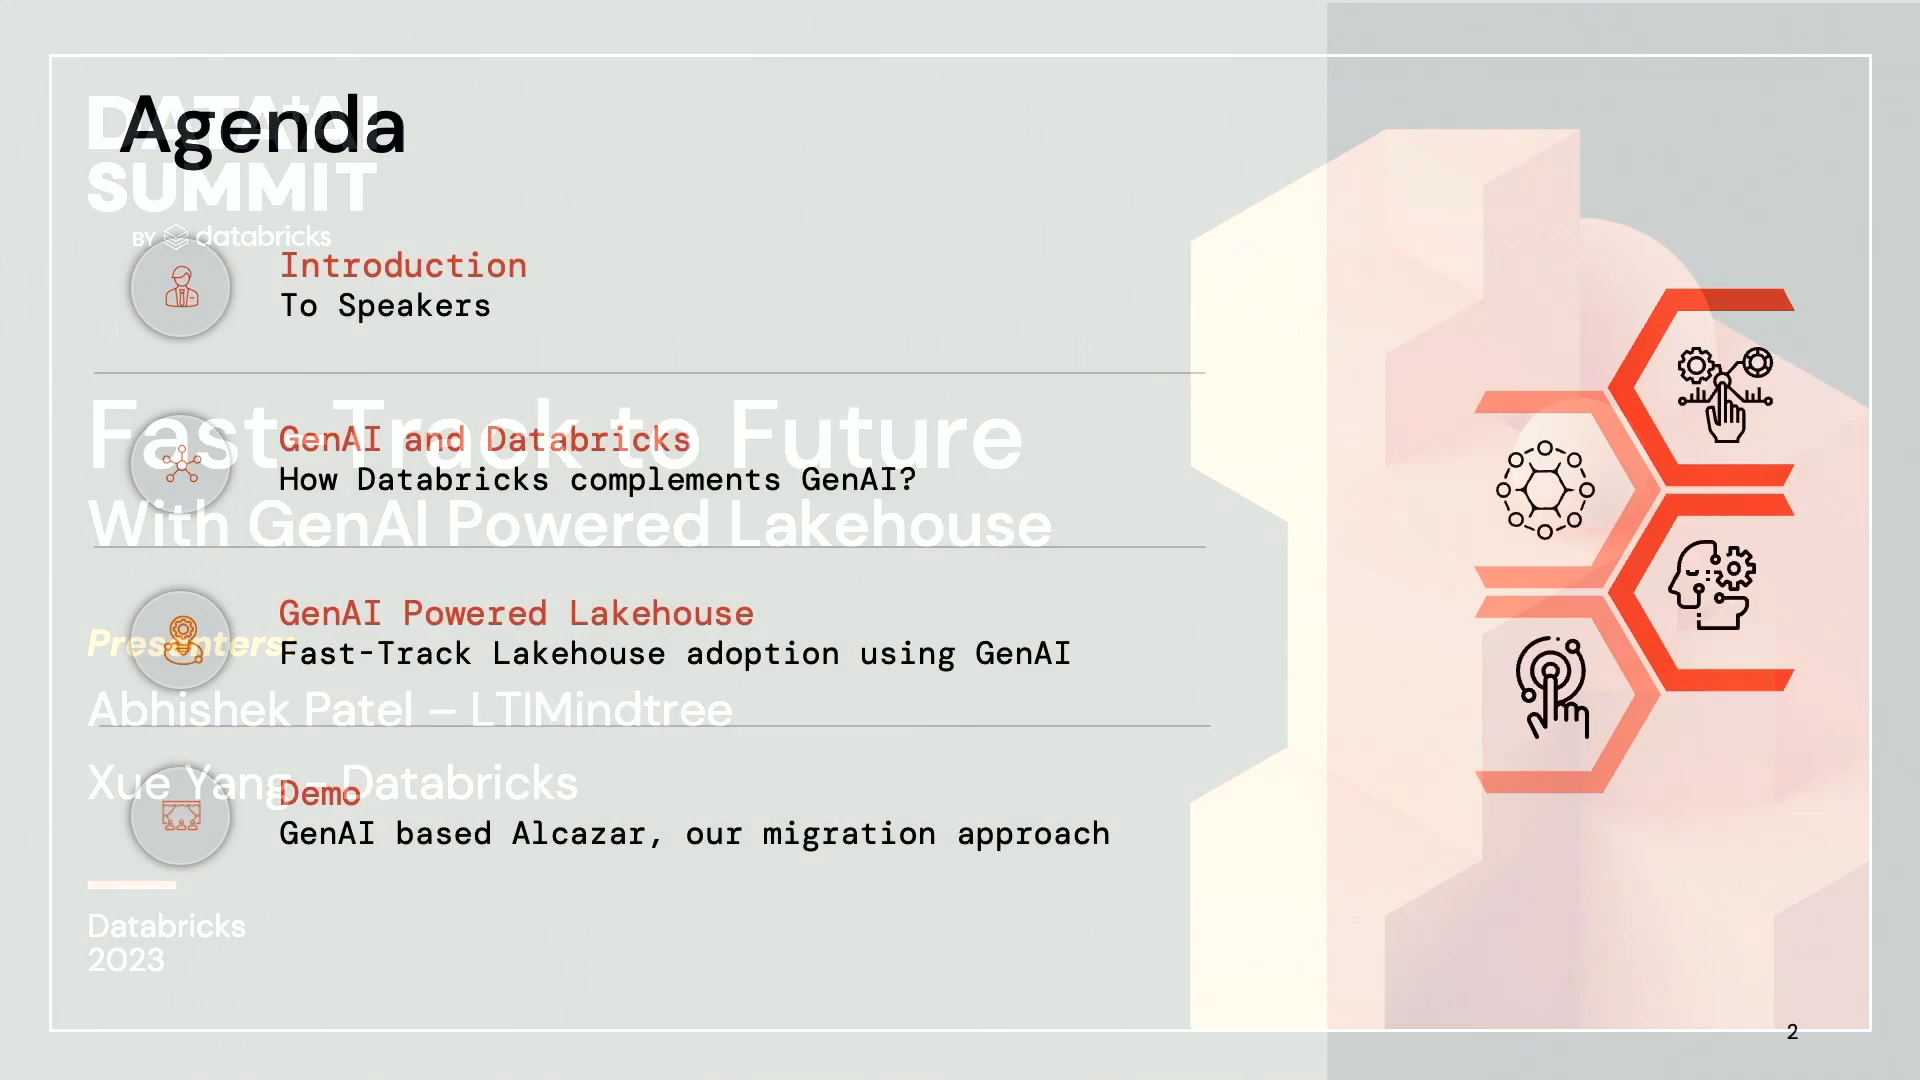 Agenda
DATA+AI
SUMMIT
BY databricks
Introduction
To Speakers
Fast-Track to Future
GenAI and Databricks
How Databricks complements GenAI?
With GenAI Powered Lakehouse
GenAI Powered Lakehouse
Presenters:
Fast-Track Lakehouse adoption using GenAI
Abhishek Patel – LTIMindtree
Xue Yang – Databricks
Demo
GenAI based Alcazar, our migration approach
Databricks
2023
2